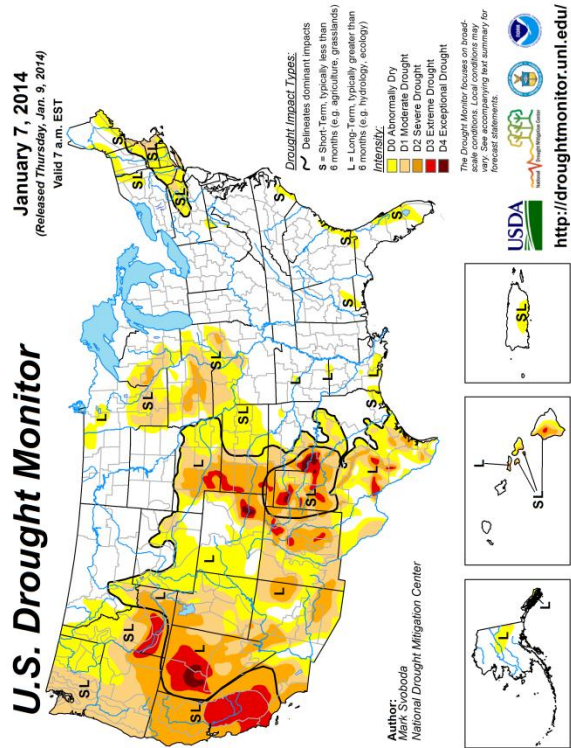 U.S. Drought Monitor
January 7, 2014
(Released Thursday, Jan. 9, 2014)
Valid 7 a.m. EST
SL
SL
L
L
SL
L
L
L
L
SL
L
SL
SL
SL
L
L
L
S
S
S
S
S
SL
SL
S
S
S
Drought Impact Types:
Delineates dominant impacts
S = Short-Term, typically less than
6 months (e.g. agriculture, grasslands)
L = Long-Term, typically greater than
6 months (e.g. hydrology, ecology)
Intensity:
D0 Abnormally Dry
D1 Moderate Drought
D2 Severe Drought
D3 Extreme Drought
D4 Exceptional Drought
Author:
Mark Svoboda
National Drought Mitigation Center
The Drought Monitor focuses on broad-
scale conditions. Local conditions may
vary. See accompanying text summary for
forecast statements.
L
L
L
SL
SL
USDA
National Drought Mitigation Center
NOAA
http://droughtmonitor.unl.edu/